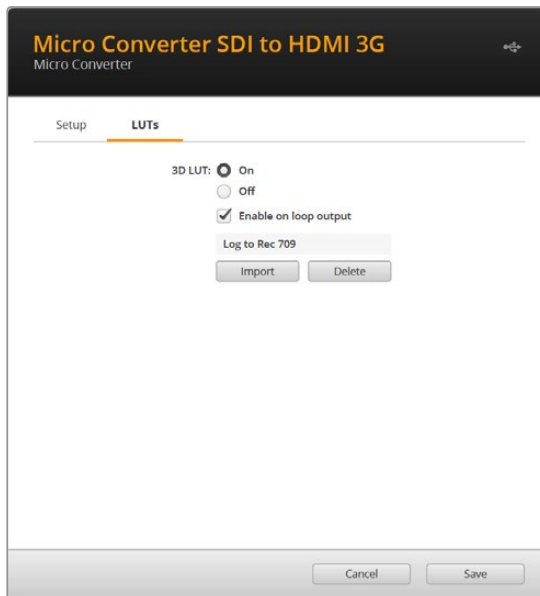 Micro Converter SDI to HDMI 3G
Micro Converter
Setup LUTs
3D LUT: On
Off
Enable on loop output
Log to Rec 709
Import Delete
Cancel Save